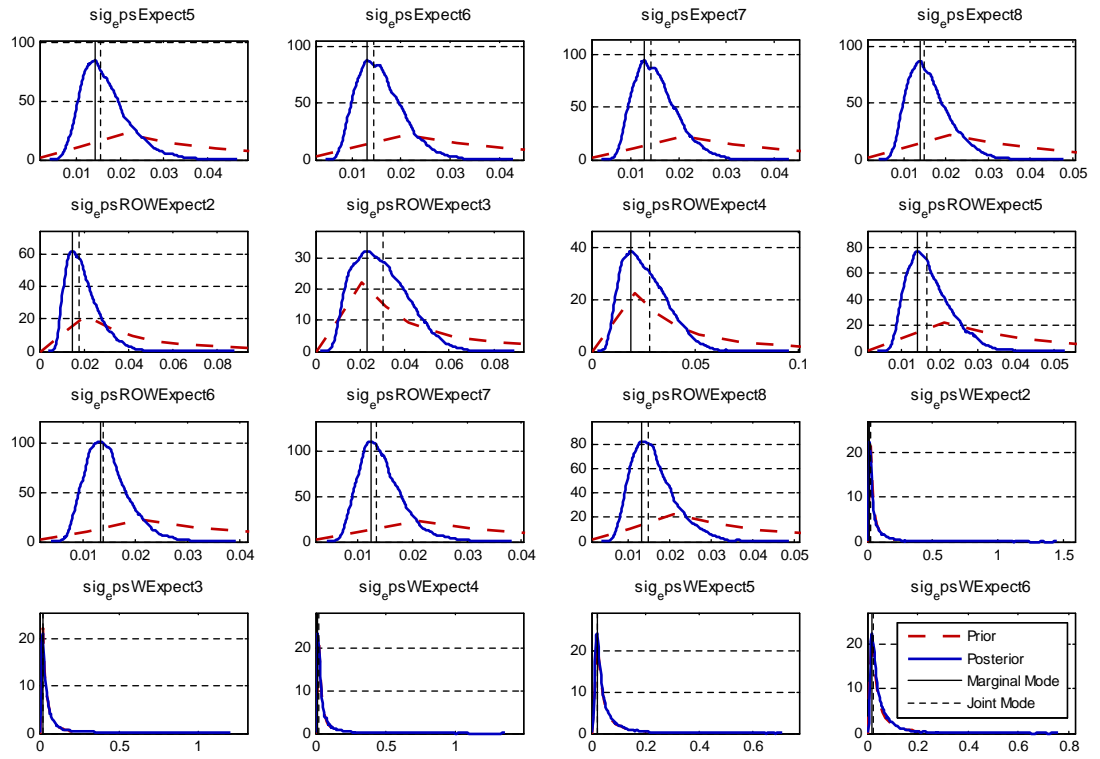 sig_epsExpect5
sig_epsExpect6
sig_epsExpect7
sig_epsExpect8
100
50
0
0.01 0.02 0.03 0.04
100
50
0
0.01 0.02 0.03 0.04
100
50
0
0.01 0.02 0.03 0.04
100
50
0
0.01 0.02 0.03 0.04 0.05
sig_epsROWExpect2
sig_epsROWExpect3
sig_epsROWExpect4
sig_epsROWExpect5
60
40
20
0
0 0.02 0.04 0.06 0.08
30
20
10
0
0 0.02 0.04 0.06 0.08
40
20
0
0 0.05 0.1
80
60
40
20
0
0.01 0.02 0.03 0.04 0.05
sig_epsROWExpect6
sig_epsROWExpect7
sig_epsROWExpect8
sig_epsWExpect2
100
50
0
0.01 0.02 0.03 0.04
100
50
0
0.01 0.02 0.03 0.04
80
60
40
20
0
0.01 0.02 0.03 0.04 0.05
20
10
0
0 0.5 1 1.5
sig_epsWExpect3
sig_epsWExpect4
sig_epsWExpect5
sig_epsWExpect6
20
10
0
0 0.5 1
20
10
0
0 0.5 1
20
10
0
0 0.2 0.4 0.6
20
10
0
0 0.2 0.4 0.6 0.8
Prior
Posterior
Marginal Mode
Joint Mode